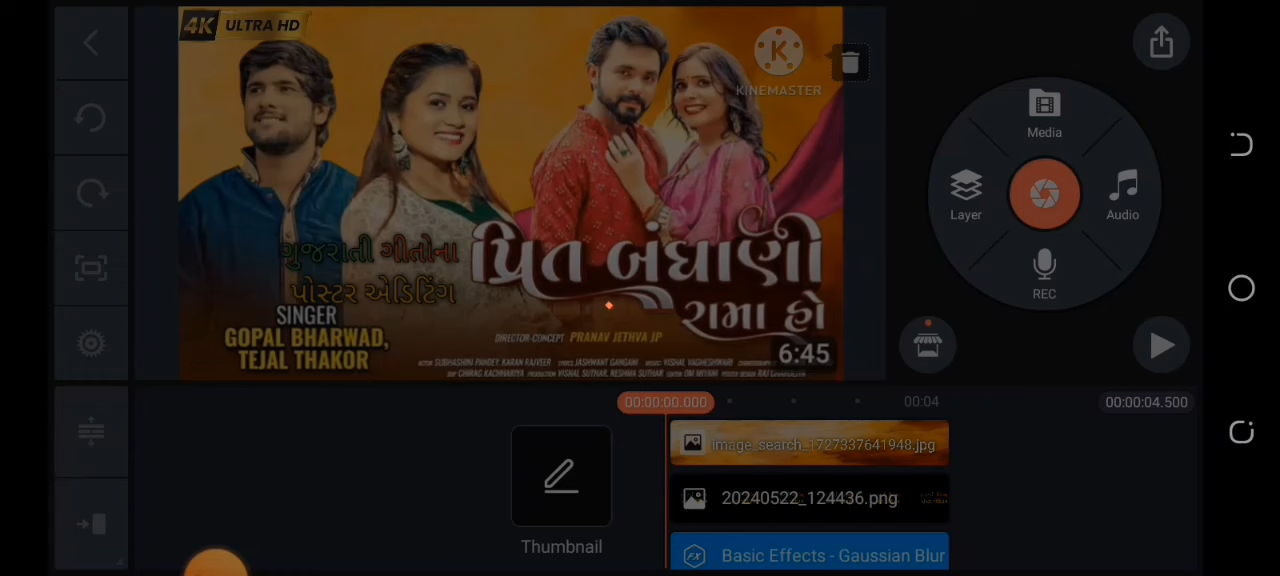 4K ULTRA HD
KINEMASTER
ગુજરાતી ગીતોના
પોસ્ટર એડિટિંગ
પ્રિત બંધાણી
રામા હો
SINGER
GOPAL BHARWAD,
TEJAL THAKOR
DIRECTOR-CONCEPT PRANAV JETHVA JP
6:45
Media
Layer
Audio
REC
00:00:00.000
00:04
00:00:04.500
Thumbnail
image_search_1727337641948.jpg
20240522_124436.png
Basic Effects - Gaussian Blur